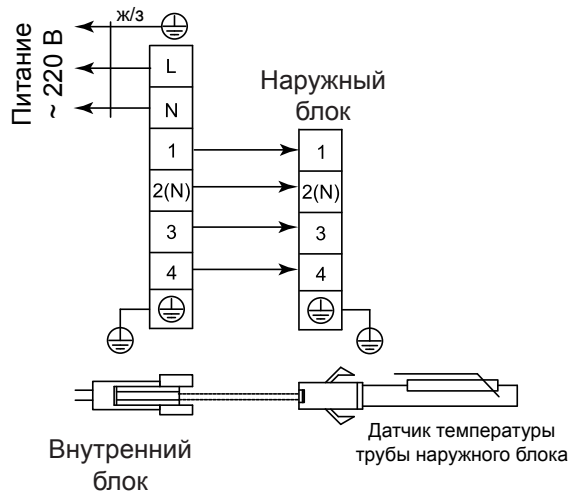 ж/з
Питание
~ 220 В
L
N
1
2(N)
3
4
Наружный
блок
1
2(N)
3
4
Внутренний
блок
Датчик температуры
трубы наружного блока